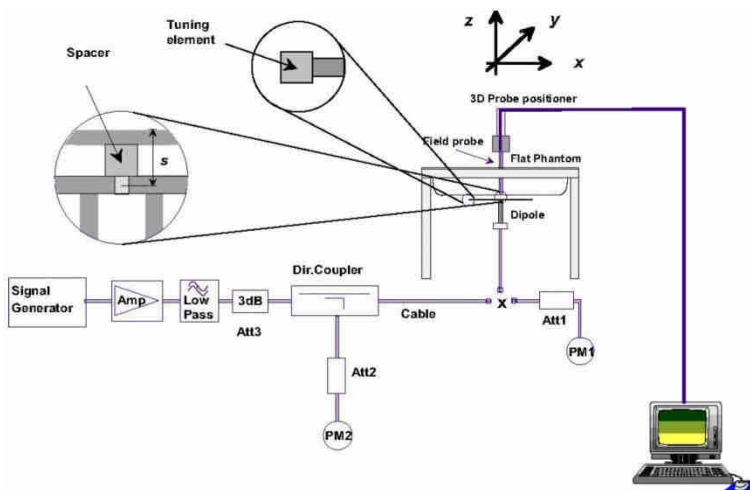 Tuning
element
Spacer
z
y
x
3D Probe positioner
Field probe
Flat Phantom
s
Dipole
Dir.Coupler
Signal
Generator
Amp
Low
Pass
3dB
Cable
x
Att3
Att1
PM1
Att2
PM2